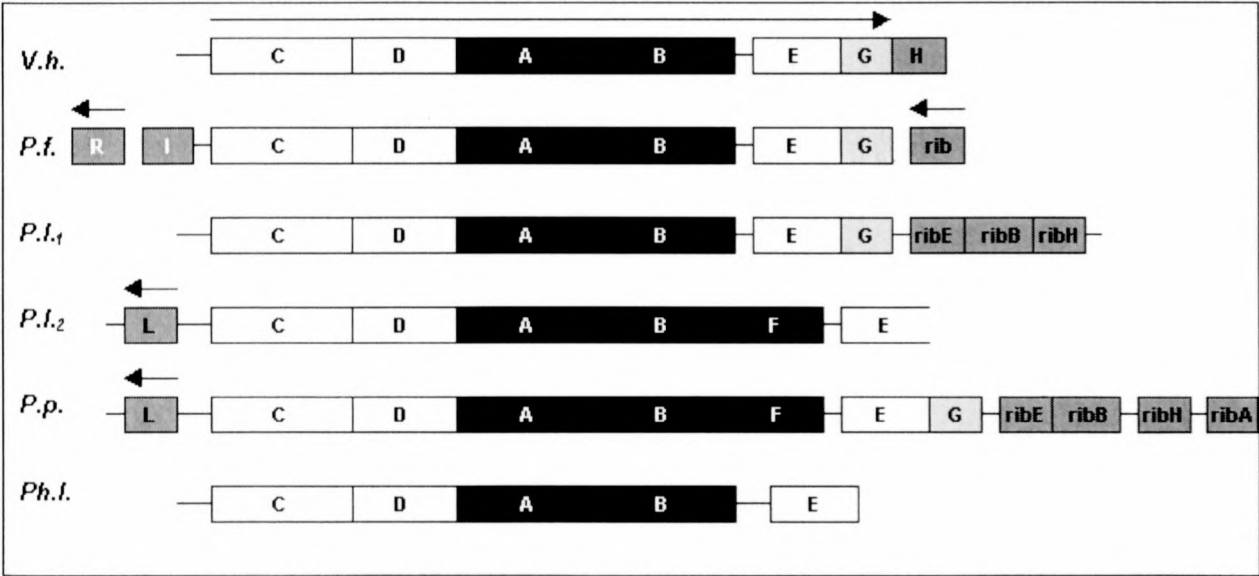 V.h. C D A B E G H
P.f. R I C D A B E G rib
P.l.1 C D A B E G ribE ribB ribH
P.l.2 L C D A B F E
P.p. L C D A B F E G ribE ribB ribH ribA
Ph.l. C D A B E